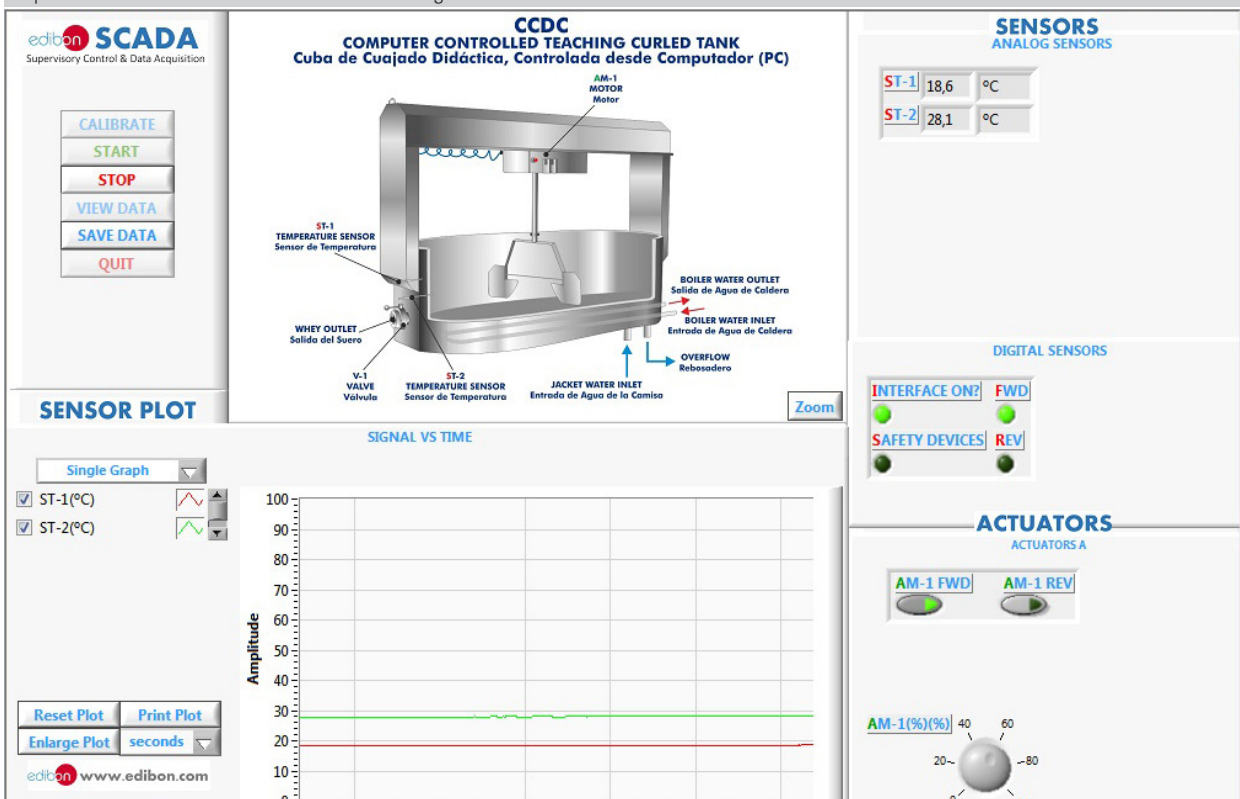 edibon SCADA
Supervisory Control & Data Acquisition
CALIBRATE
START
STOP
VIEW DATA
SAVE DATA
QUIT
CCDC
COMPUTER CONTROLLED TEACHING CURLED TANK
Cuba de Cuajado Didáctica, Controlada desde Computador (PC)
AM-1
MOTOR
Motor
ST-1
TEMPERATURE SENSOR
Sensor de Temperatura
BOILER WATER OUTLET
Salida de Agua de Caldera
BOILER WATER INLET
Entrada de Agua de Caldera
WHEY OUTLET
Salida del Suero
OVERFLOW
Rebosadero
V-1
VALVE
Válvula
ST-2
TEMPERATURE SENSOR
Sensor de Temperatura
JACKET WATER INLET
Entrada de Agua de la Camisa
Zoom
SENSORS
ANALOG SENSORS
ST-1 18,6 ºC
ST-2 28,1 ºC
DIGITAL SENSORS
INTERFACE ON? FWD
SAFETY DEVICES REV
ACTUATORS
ACTUATORS A
AM-1 FWD AM-1 REV
AM-1(%)(%)
40 60
20 80
SENSOR PLOT
Single Graph
ST-1(ºC)
ST-2(ºC)
Reset Plot Print Plot
Enlarge Plot seconds
edibon www.edibon.com
SIGNAL VS TIME
Amplitude
100
90
80
70
60
50
40
30
20
10